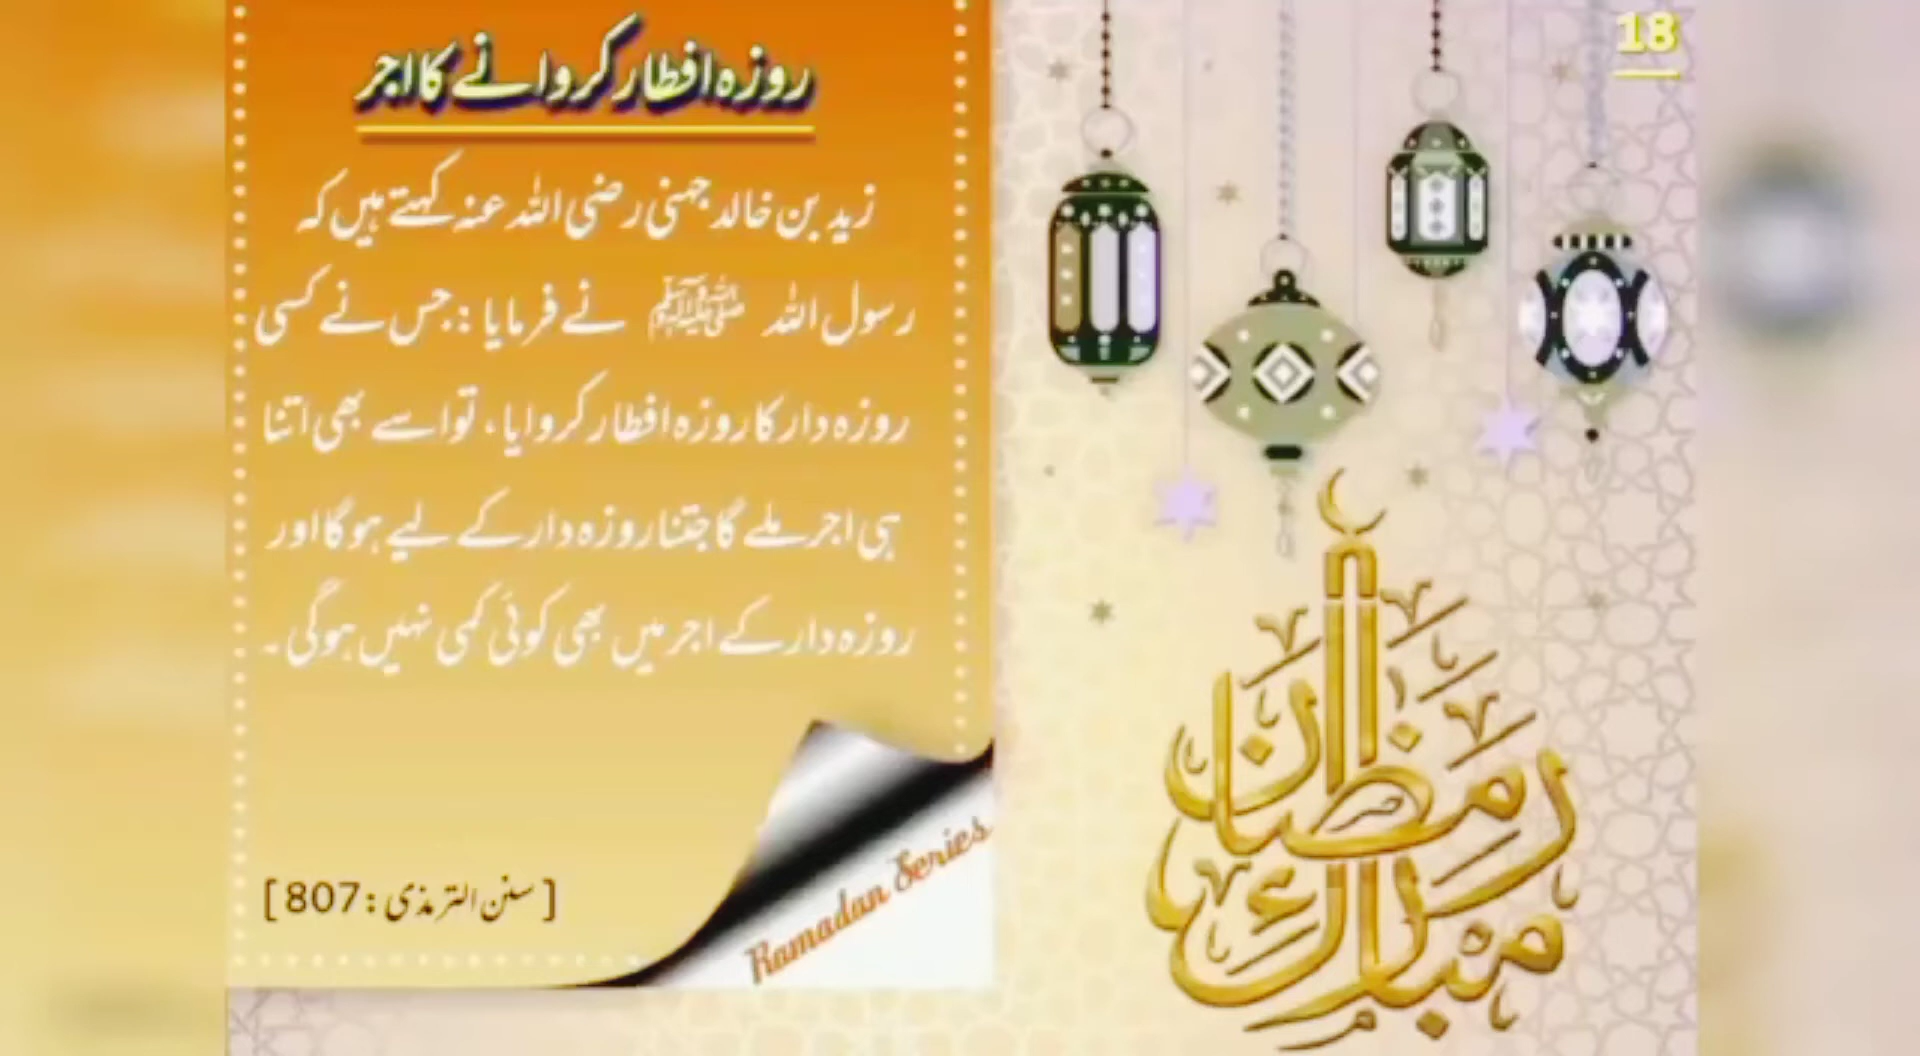 روزہ افطار کروانے کا اجر
زید بن خالد جہنی رضی اللہ عنہ کہتے ہیں کہ
رسول اللہ ﷺ نے فرمایا : جس نے کسی
روزہ دار کا روزہ افطار کروایا، تو اسے بھی اتنا
ہی اجر ملے گا جتنا روزہ دار کے لیے ہوگا اور
روزہ دار کے اجر میں بھی کوئی کمی نہیں ہوگی۔
[سنن الترمذی : 807]
Ramadan Series
18
رمضان
مبارك